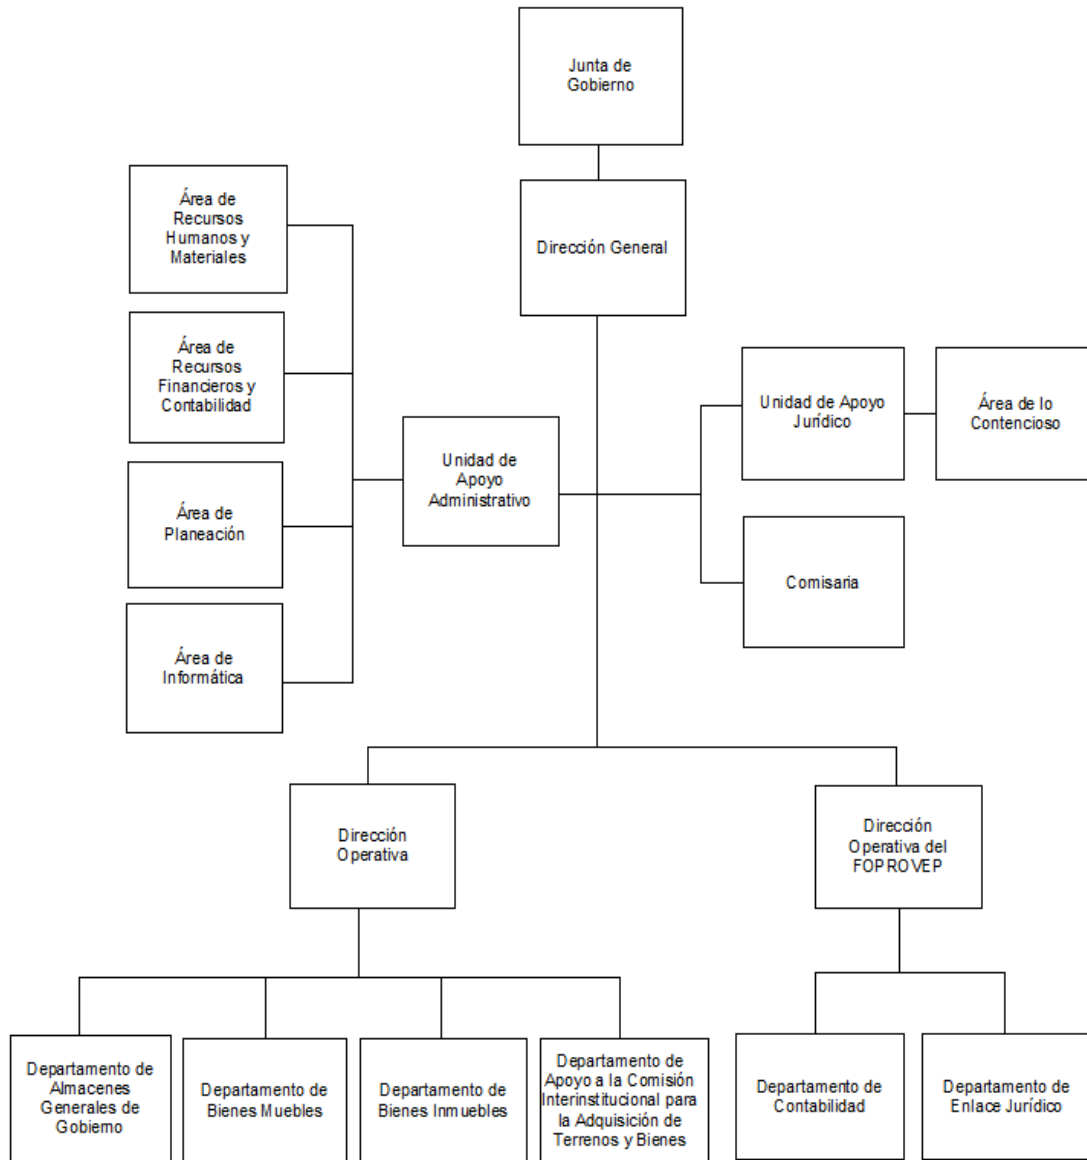 Junta de
Gobierno
Dirección General
Área de
Recursos
Humanos y
Materiales
Área de
Recursos
Financieros y
Contabilidad
Área de
Planeación
Área de
Informática
Unidad de
Apoyo
Administrativo
Unidad de Apoyo
Jurídico
Área de lo
Contencioso
Comisaria
Dirección
Operativa
Dirección
Operativa del
FOPROVEP
Departamento de
Almacenes
Generales de
Gobierno
Departamento de
Bienes Muebles
Departamento de
Bienes Inmuebles
Departamento de
Apoyo a la Comisión
Interinstitucional para
la Adquisición de
Terrenos y Bienes
Departamento de
Contabilidad
Departamento de
Enlace Jurídico